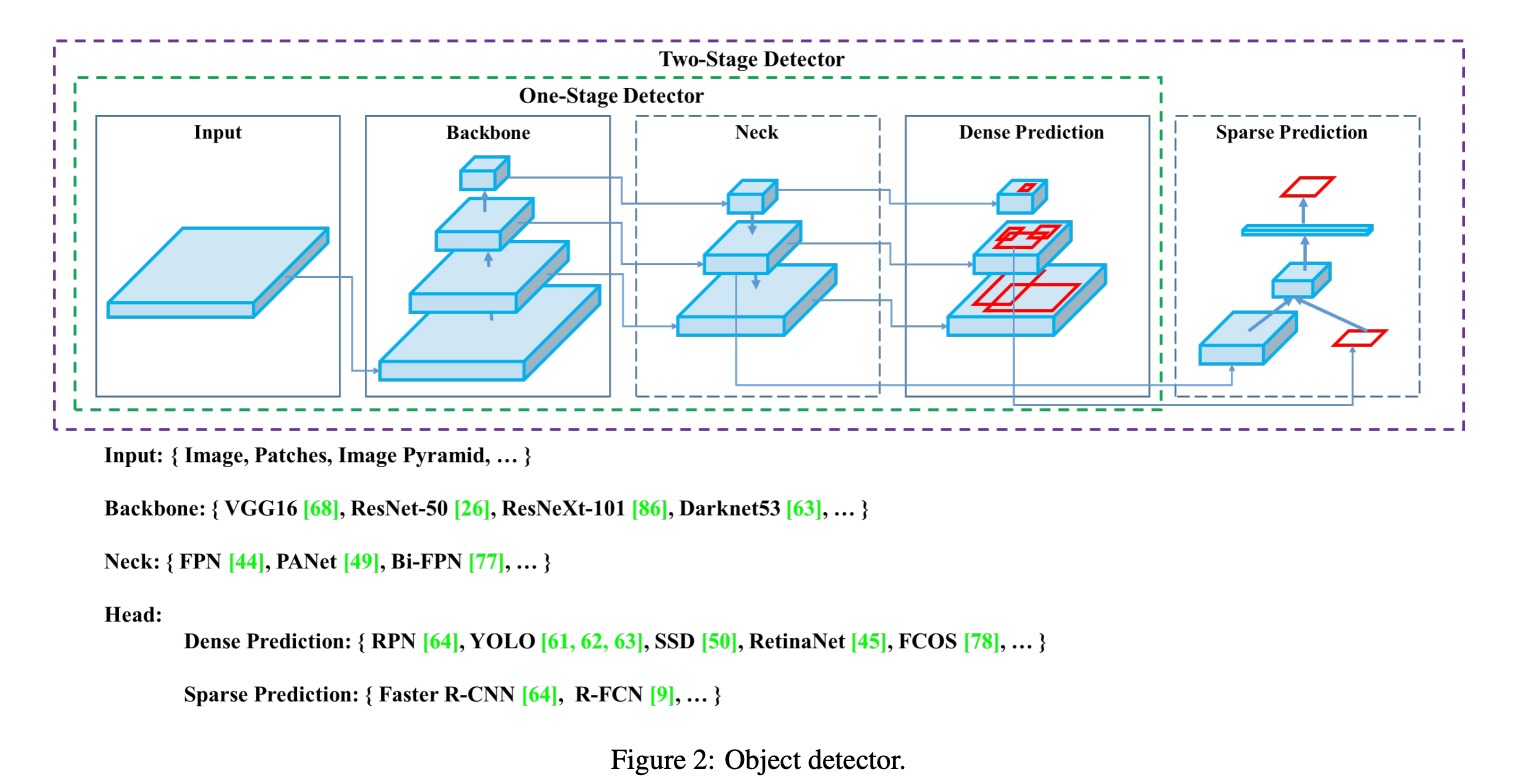 Two-Stage Detector
One-Stage Detector
Input
Backbone
Neck
Dense Prediction
Sparse Prediction
Input: { Image, Patches, Image Pyramid, … }
Backbone: { VGG16 [68], ResNet-50 [26], ResNeXt-101 [86], Darknet53 [63], … }
Neck: { FPN [44], PANet [49], Bi-FPN [77], … }
Head:
Dense Prediction: { RPN [64], YOLO [61, 62, 63], SSD [50], RetinaNet [45], FCOS [78], … }
Sparse Prediction: { Faster R-CNN [64], R-FCN [9], … }
Figure 2: Object detector.